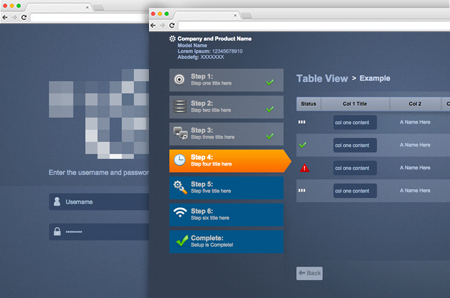 Enter the username and passwor
Username
Company and Product Name
Model Name
Lorem Ipsum: 12345678910
Abodefg: XXXXXXX
Step 1:
Step one title here
Step 2:
Step two title here
Step 3:
Step three title here
Step 4:
Step four title here
Step 5:
Step five title here
Step 6:
Step six title here
Complete:
Setup is Complete!
Table View > Example
Status Col 1 Title Col 2
col one content A Name Here
col one content A Name Here
col one content A Name Here
col one content A Name Here
Back